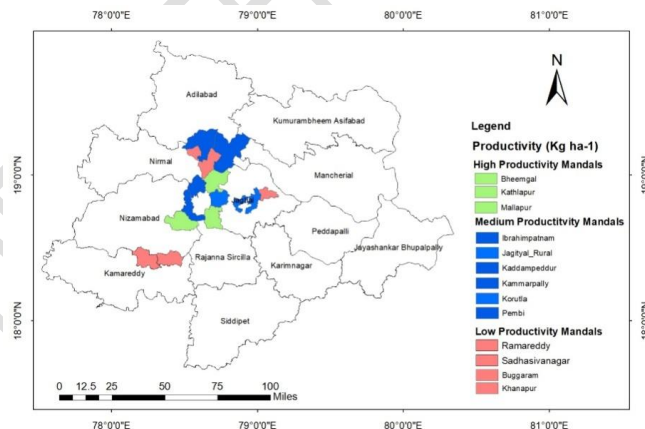 78°0'0"E 79°0'0"E 80°0'0"E 81°0'0"E
N
Adilabad
Kumurambheem Asifabad
Nirmal
19°0'0"N
Mancherial
Nizamabad
Peddapalli
Jayashankar Bhupalpally
Rajanna Sircilla
Karimnagar
Kamareddy
18°0'0"N
Siddipet
Legend
Productivity (Kg ha-1)
High Productivity Mandals
Bheemgal
Kathlapur
Mallapur
Medium Productitvity Mandals
Ibrahimpatnam
Jagityal_Rural
Kaddampeddur
Kammarpally
Korutla
Pembi
Low Productivity Mandals
Ramareddy
Sadhasivanagar
Buggaram
Khanapur
0 12.5 25 50 75 100
Miles
78°0'0"E 79°0'0"E 80°0'0"E 81°0'0"E